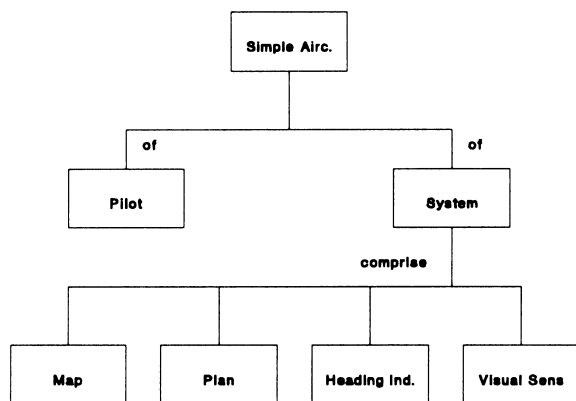 Simple Airc.
of
of
Pilot
System
comprise
Map
Plan
Heading Ind.
Visual Sens